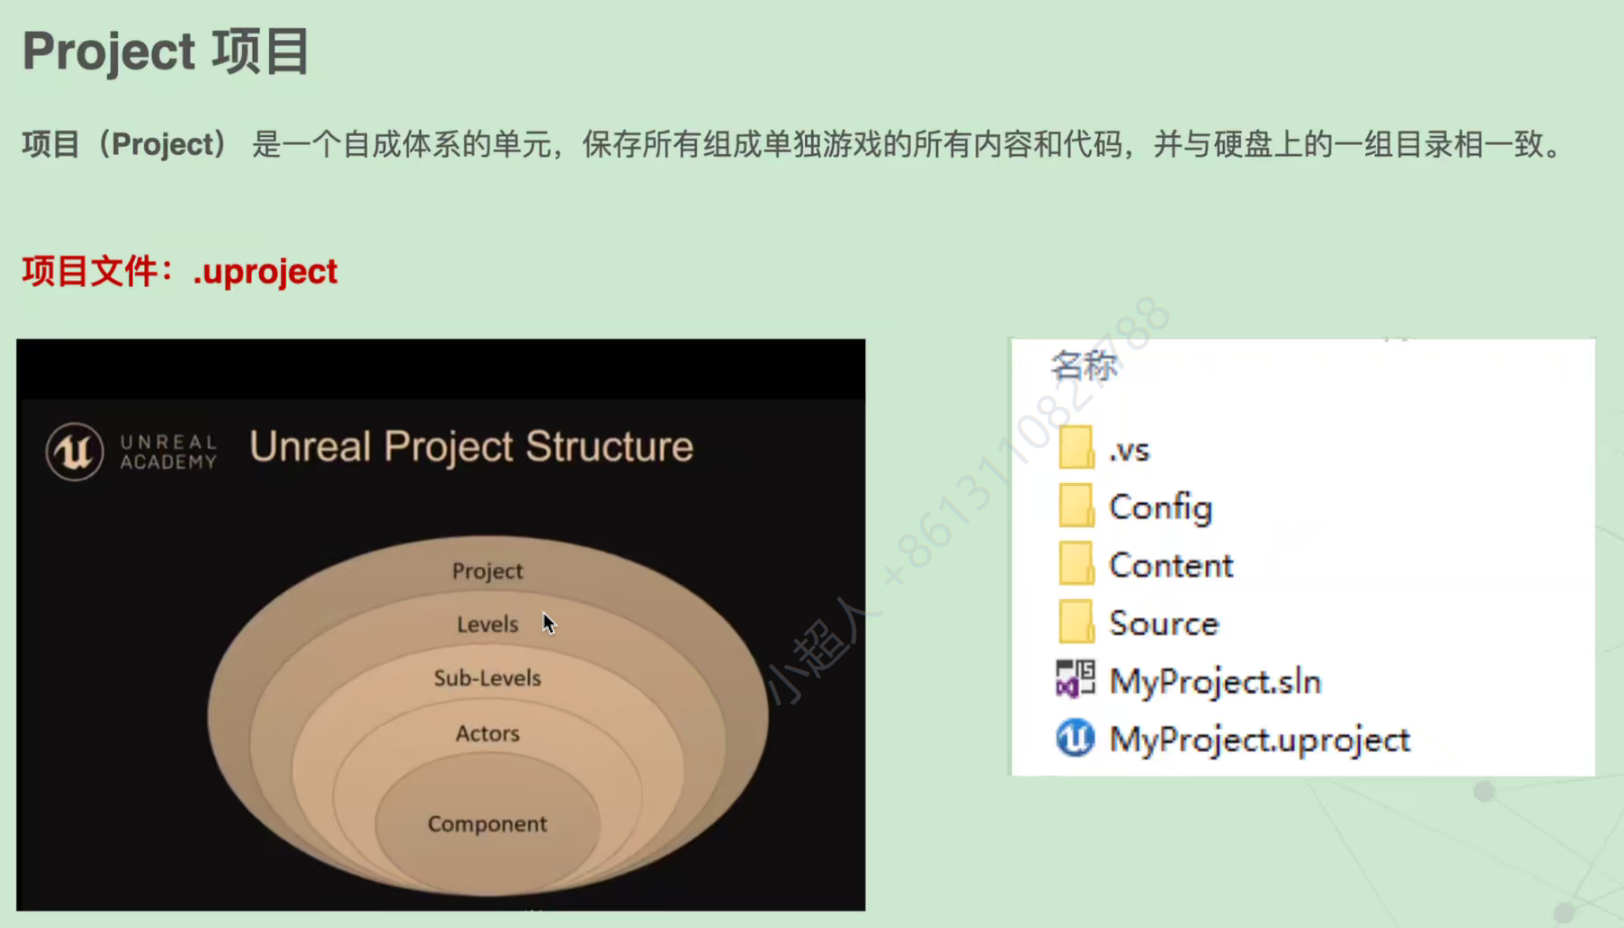 Project 项目
项目（Project） 是一个自成体系的单元，保存所有组成单独游戏的所有内容和代码，并与硬盘上的一组目录相一致。
项目文件：.uproject
UNREAL
ACADEMY
Unreal Project Structure
Project
Levels
Sub-Levels
Actors
Component
名称
.vs
Config
Content
Source
MyProject.sln
MyProject.uproject
小超人 +8613110827788